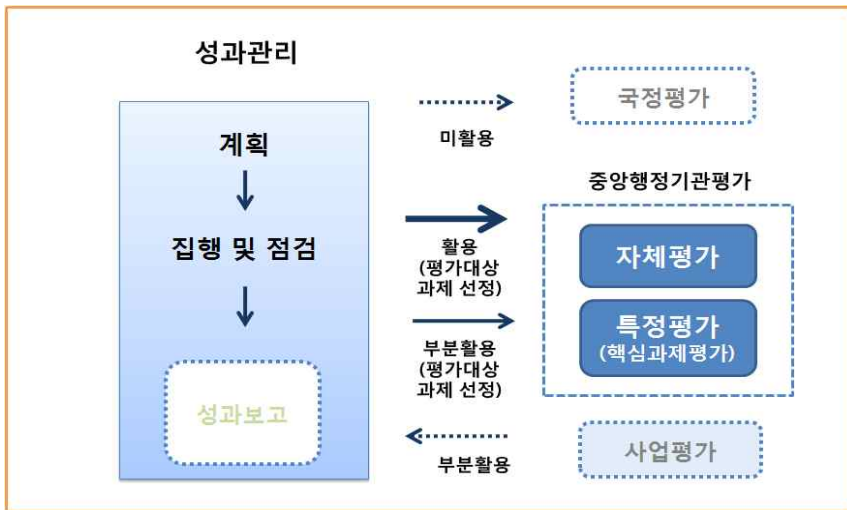 성과관리
계획
집행 및 점검
성과보고
미활용
활용
(평가대상
과제 선정)
부분활용
(평가대상
과제 선정)
부분활용
국정평가
중앙행정기관평가
자체평가
특정평가
(핵심과제평가)
사업평가